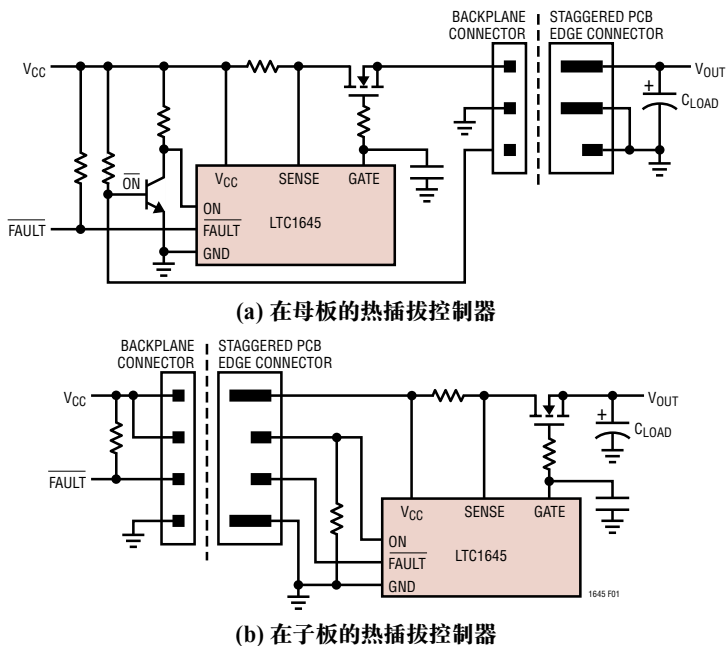 BACKPLANE
CONNECTOR
STAGGERED PCB
EDGE CONNECTOR
VCC
VOUT
+
CLOAD
ON
VCC
SENSE
GATE
ON
FAULT
LTC1645
FAULT
GND
(a) 在母板的热插拔控制器
BACKPLANE
CONNECTOR
STAGGERED PCB
EDGE CONNECTOR
VCC
VOUT
+
CLOAD
FAULT
VCC
SENSE
GATE
ON
FAULT
LTC1645
GND
1645 F01
(b) 在子板的热插拔控制器